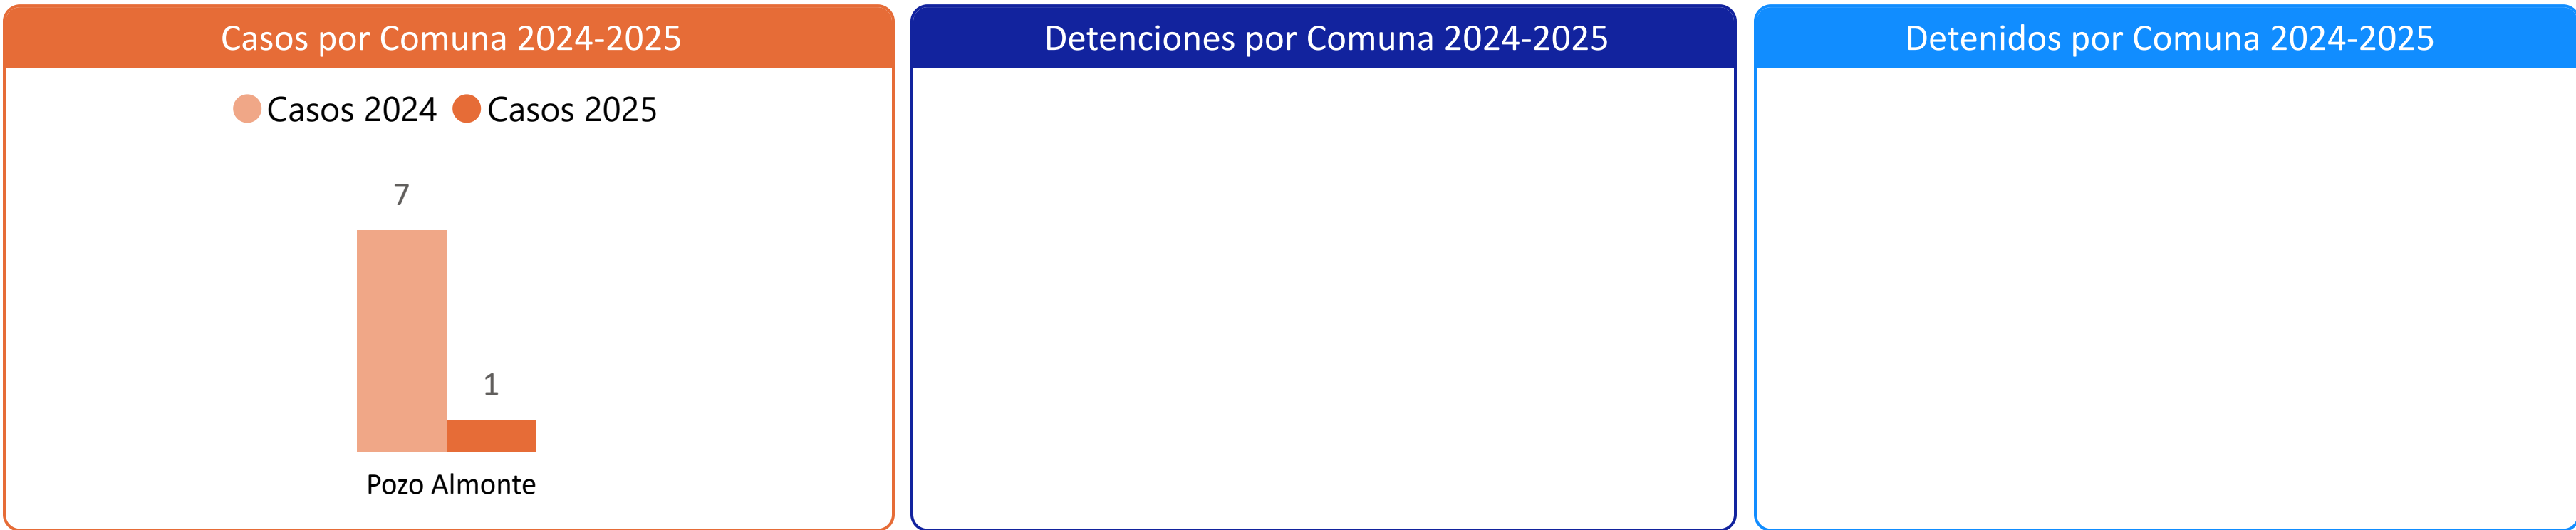 Casos por Comuna 2024-2025
Casos 2024 Casos 2025
7
1
Pozo Almonte
Detenciones por Comuna 2024-2025
Detenidos por Comuna 2024-2025